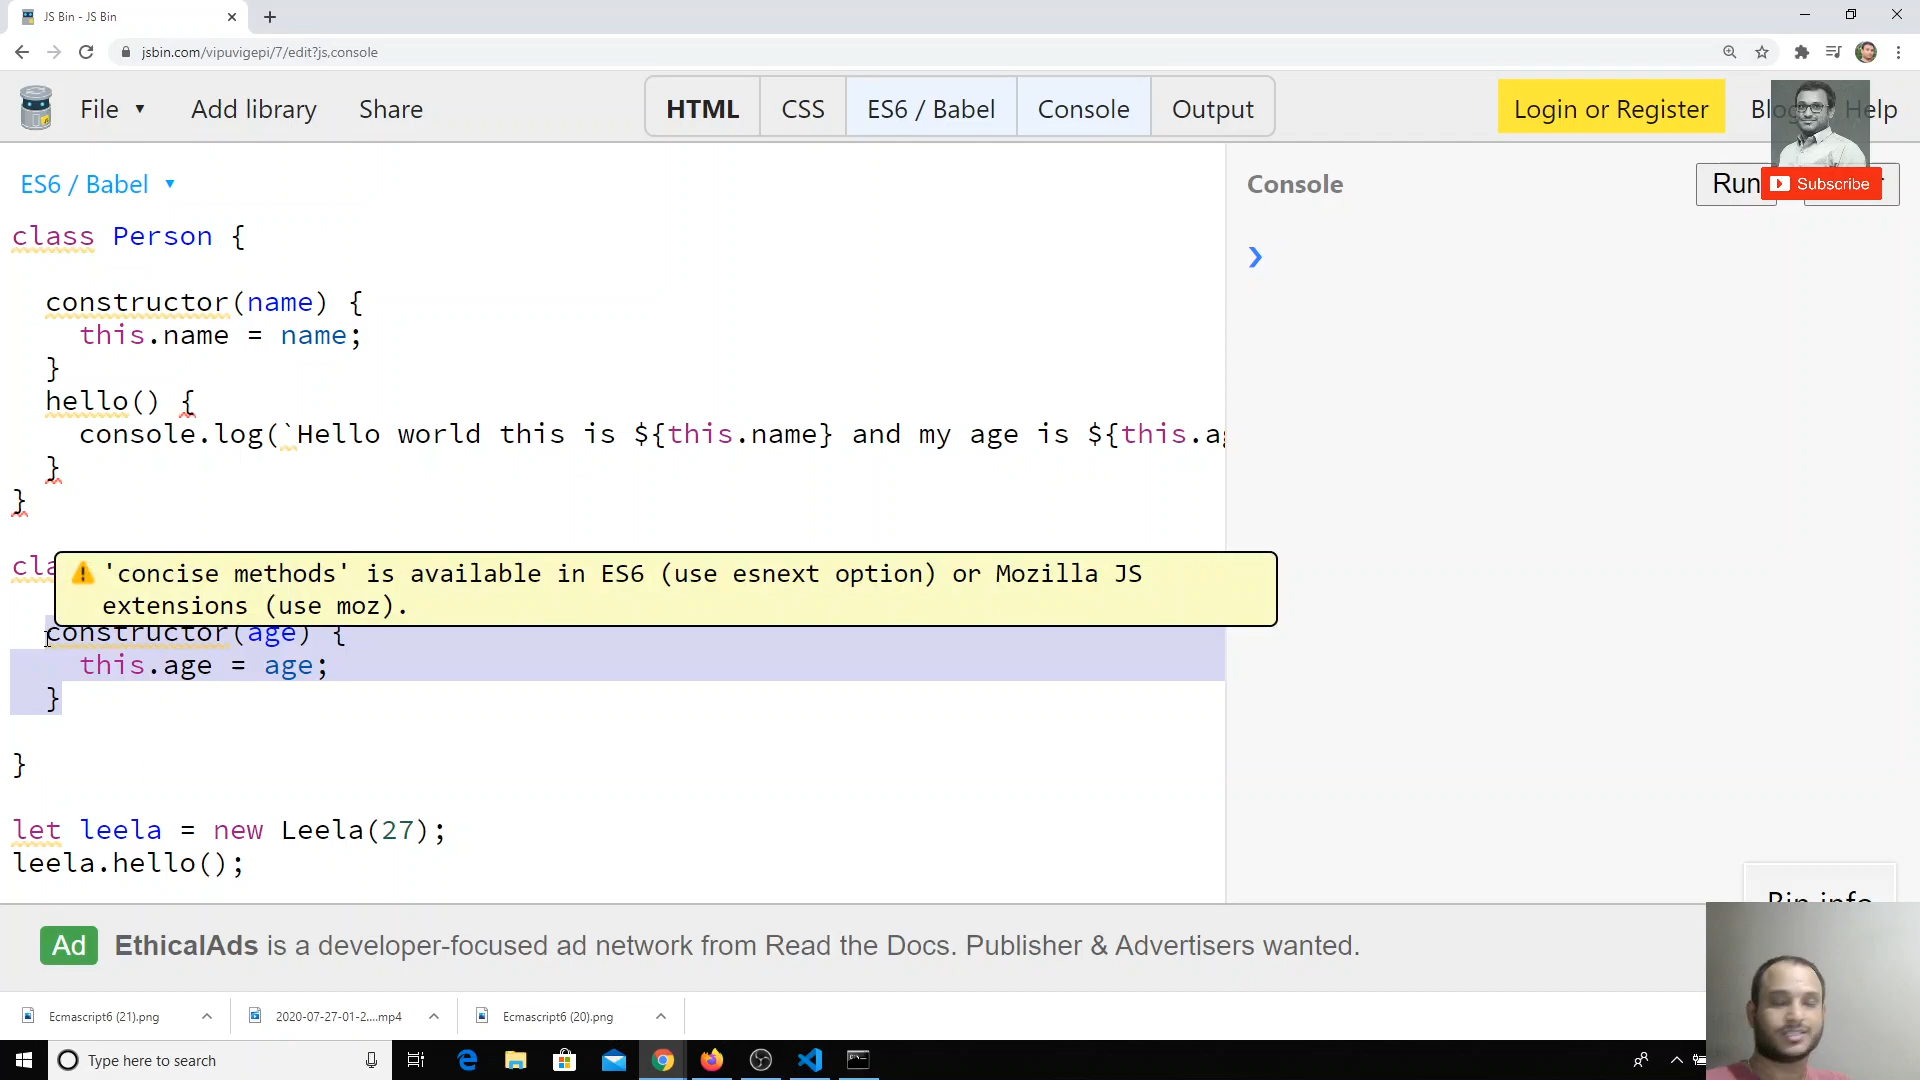 JS Bin - JS Bin
jsbin.com/vipuvigepi/7/edit?js,console
File ▼ Add library Share HTML CSS ES6 / Babel Console Output Login or Register Help
ES6 / Babel ▼
Console
Run
Subscribe
class Person {
constructor(name) {
this.name = name;
}
hello() {
console.log(`Hello world this is ${this.name} and my age is ${this.ag
}
}
'concise methods' is available in ES6 (use esnext option) or Mozilla JS
extensions (use moz).
constructor(age) {
this.age = age;
}
}
let leela = new Leela(27);
leela.hello();
Bin info
Ad EthicalAds is a developer-focused ad network from Read the Docs. Publisher & Advertisers wanted.
Ecmascript6 (21).png
2020-07-27-01-2....mp4
Ecmascript6 (20).png
Type here to search